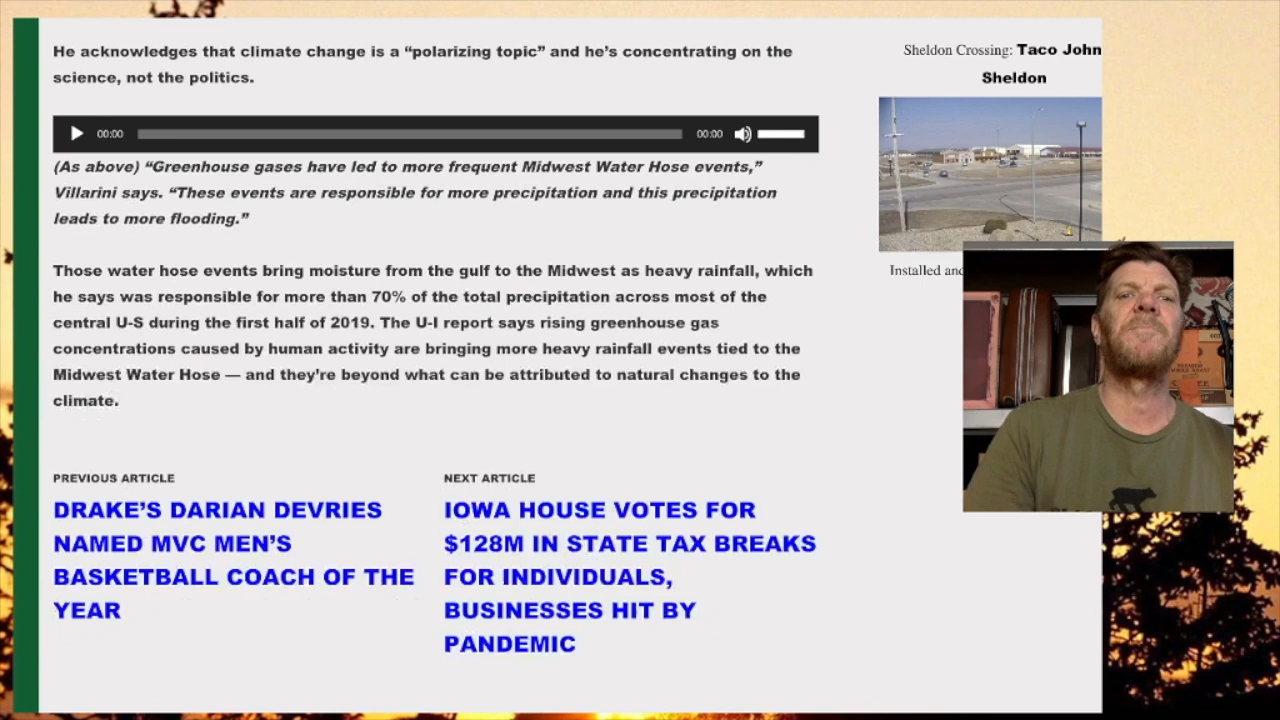 He acknowledges that climate change is a “polarizing topic” and he’s concentrating on the
science, not the politics.
00:00
00:00
(As above) “Greenhouse gases have led to more frequent Midwest Water Hose events,”
Villarini says. “These events are responsible for more precipitation and this precipitation
leads to more flooding.”
Those water hose events bring moisture from the gulf to the Midwest as heavy rainfall, which
he says was responsible for more than 70% of the total precipitation across most of the
central U-S during the first half of 2019. The U-I report says rising greenhouse gas
concentrations caused by human activity are bringing more heavy rainfall events tied to the
Midwest Water Hose — and they’re beyond what can be attributed to natural changes to the
climate.
PREVIOUS ARTICLE
DRAKE’S DARIAN DEVRIES
NAMED MVC MEN’S
BASKETBALL COACH OF THE
YEAR
NEXT ARTICLE
IOWA HOUSE VOTES FOR
$128M IN STATE TAX BREAKS
FOR INDIVIDUALS,
BUSINESSES HIT BY
PANDEMIC
Sheldon Crossing: Taco John
Sheldon
Installed and